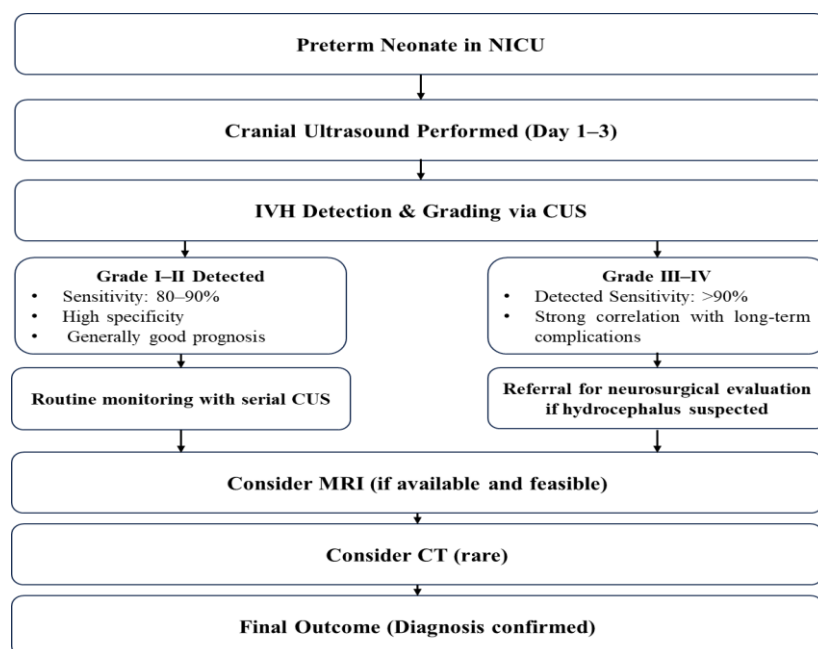 Preterm Neonate in NICU
Cranial Ultrasound Performed (Day 1–3)
IVH Detection & Grading via CUS
Grade I–II Detected
• Sensitivity: 80–90%
• High specificity
• Generally good prognosis
Grade III–IV
• Detected Sensitivity: >90%
• Strong correlation with long-term
complications
Routine monitoring with serial CUS
Referral for neurosurgical evaluation
if hydrocephalus suspected
Consider MRI (if available and feasible)
Consider CT (rare)
Final Outcome (Diagnosis confirmed)